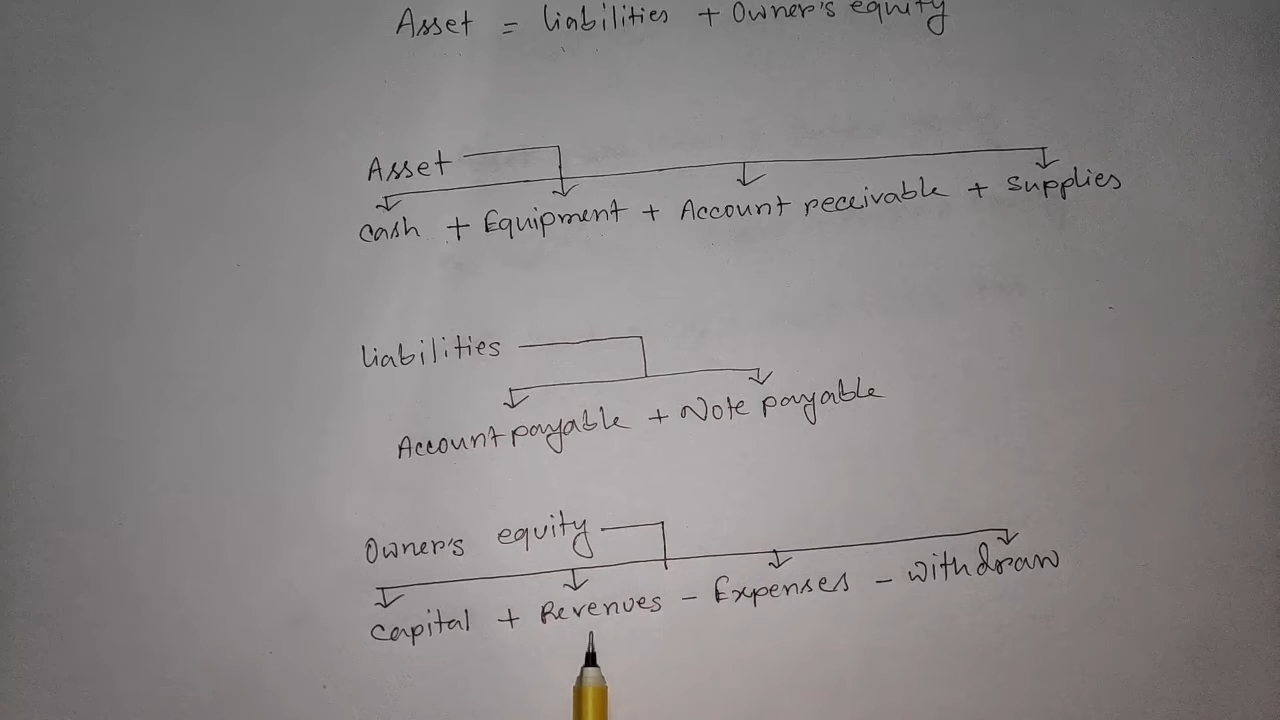 Asset = liabilities + Owner's equity
Asset
Cash + Equipment + Account receivable + Supplies
liabilities
Account payable + Note payable
Owner's equity
Capital + Revenues - Expenses - withdraw